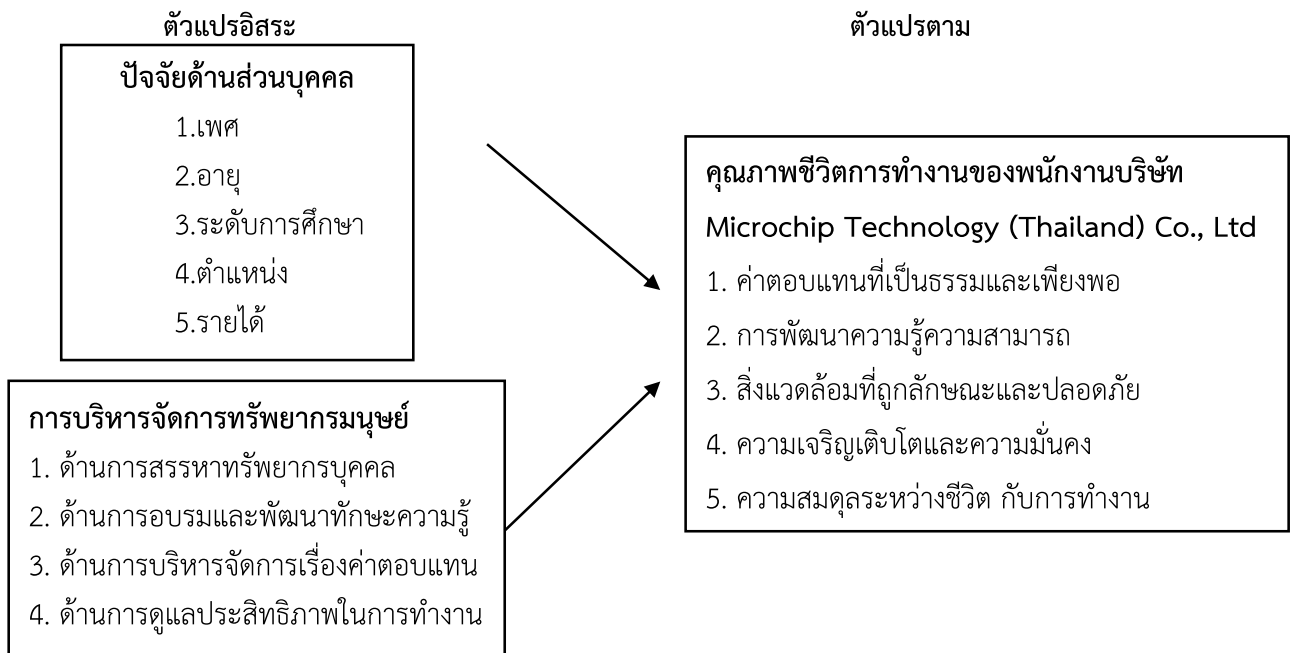 ตัวแปรอิสระ
ตัวแปรตาม
ปัจจัยด้านส่วนบุคคล
1.เพศ
2.อายุ
3.ระดับการศึกษา
4.ตำแหน่ง
5.รายได้
การบริหารจัดการทรัพยากรมนุษย์
1. ด้านการสรรหาทรัพยากรบุคคล
2. ด้านการอบรมและพัฒนาทักษะความรู้
3. ด้านการบริหารจัดการเรื่องค่าตอบแทน
4. ด้านการดูแลประสิทธิภาพในการทำงาน
คุณภาพชีวิตการทำงานของพนักงานบริษัท
Microchip Technology (Thailand) Co., Ltd
1. ค่าตอบแทนที่เป็นธรรมและเพียงพอ
2. การพัฒนาความรู้ความสามารถ
3. สิ่งแวดล้อมที่ถูกลักษณะและปลอดภัย
4. ความเจริญเติบโตและความมั่นคง
5. ความสมดุลระหว่างชีวิต กับการทำงาน